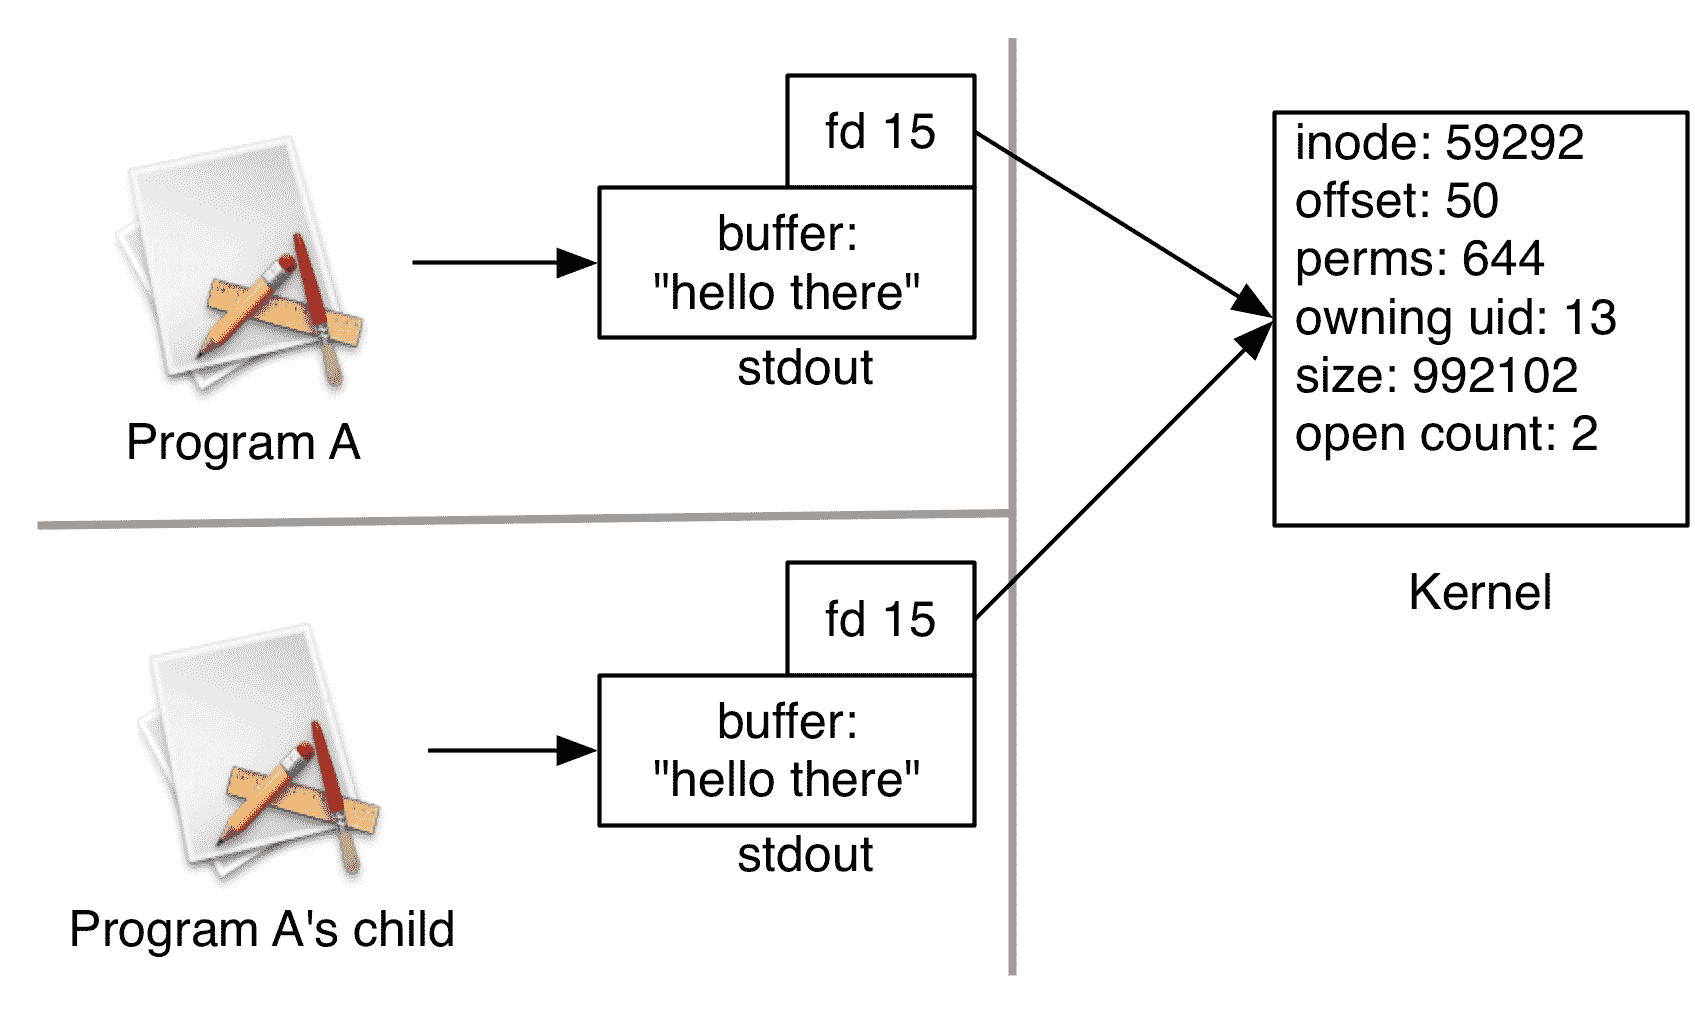 fd 15
buffer:
"hello there"
stdout
Program A
inode: 59292
offset: 50
perms: 644
owning uid: 13
size: 992102
open count: 2
Kernel
fd 15
buffer:
"hello there"
stdout
Program A's child